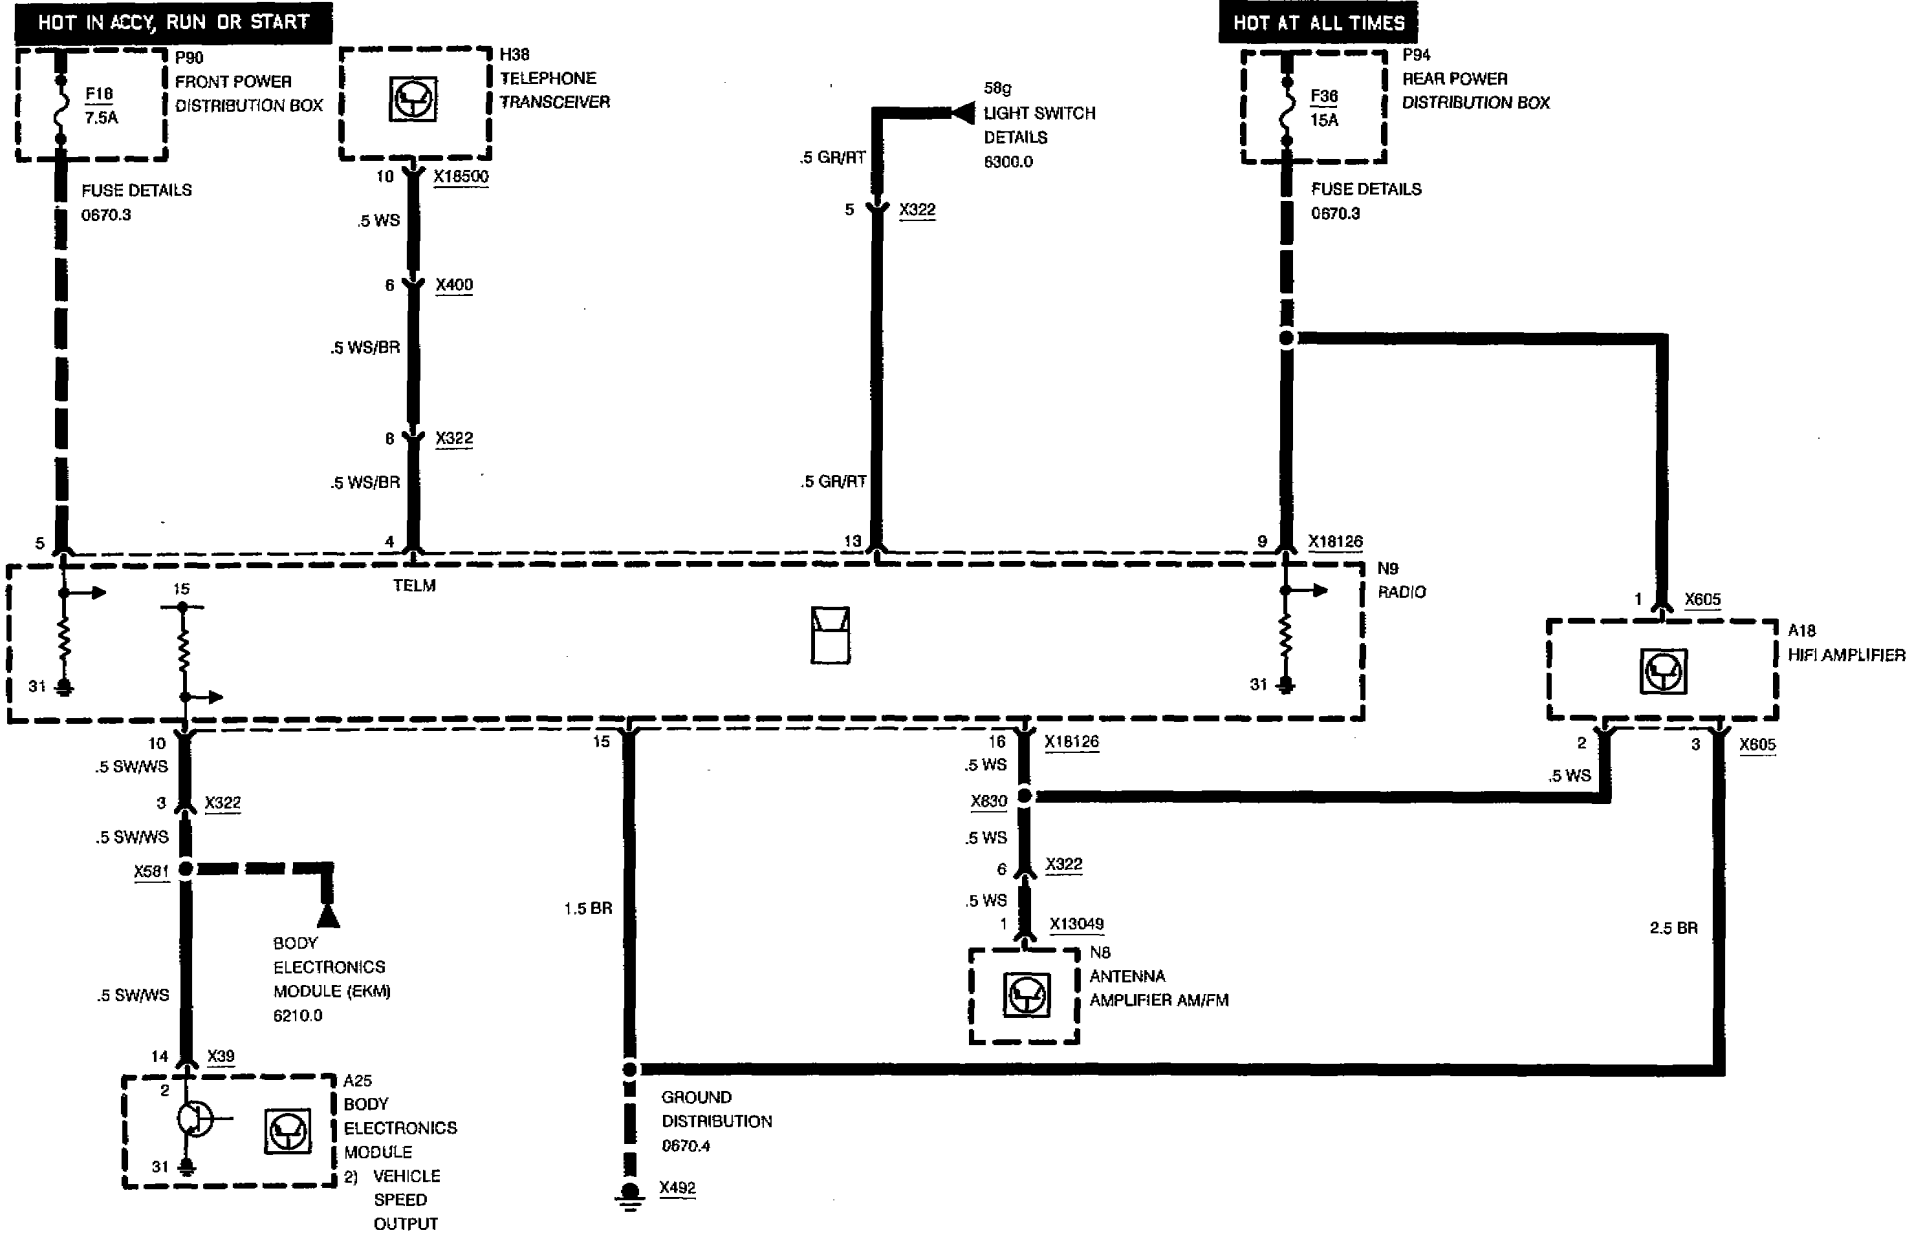 HOT IN ACCY, RUN OR START
HOT AT ALL TIMES
P90
FRONT POWER
DISTRIBUTION BOX
F18
7.5A
FUSE DETAILS
0670.3
H38
TELEPHONE
TRANSCEIVER
10 X18500
.5 WS
6 X400
.5 WS/BR
8 X322
.5 WS/BR
58g
LIGHT SWITCH
DETAILS
6300.0
.5 GR/RT
5 X322
.5 GR/RT
P94
REAR POWER
DISTRIBUTION BOX
F36
15A
FUSE DETAILS
0670.3
5
4
13
9 X18126
TELM
N9
RADIO
15
31
31
1 X605
A18
HIFI AMPLIFIER
10
15
16 X18126
2
3 X605
.5 SW/WS
.5 WS
.5 WS
3 X322
X830
.5 SW/WS
.5 WS
X581
6 X322
.5 WS
1.5 BR
1 X13049
2.5 BR
BODY
ELECTRONICS
MODULE (EKM)
6210.0
N8
ANTENNA
AMPLIFIER AM/FM
.5 SW/WS
14 X39
2
31
A25
BODY
ELECTRONICS
MODULE
2) VEHICLE
SPEED
OUTPUT
GROUND
DISTRIBUTION
0670.4
X492